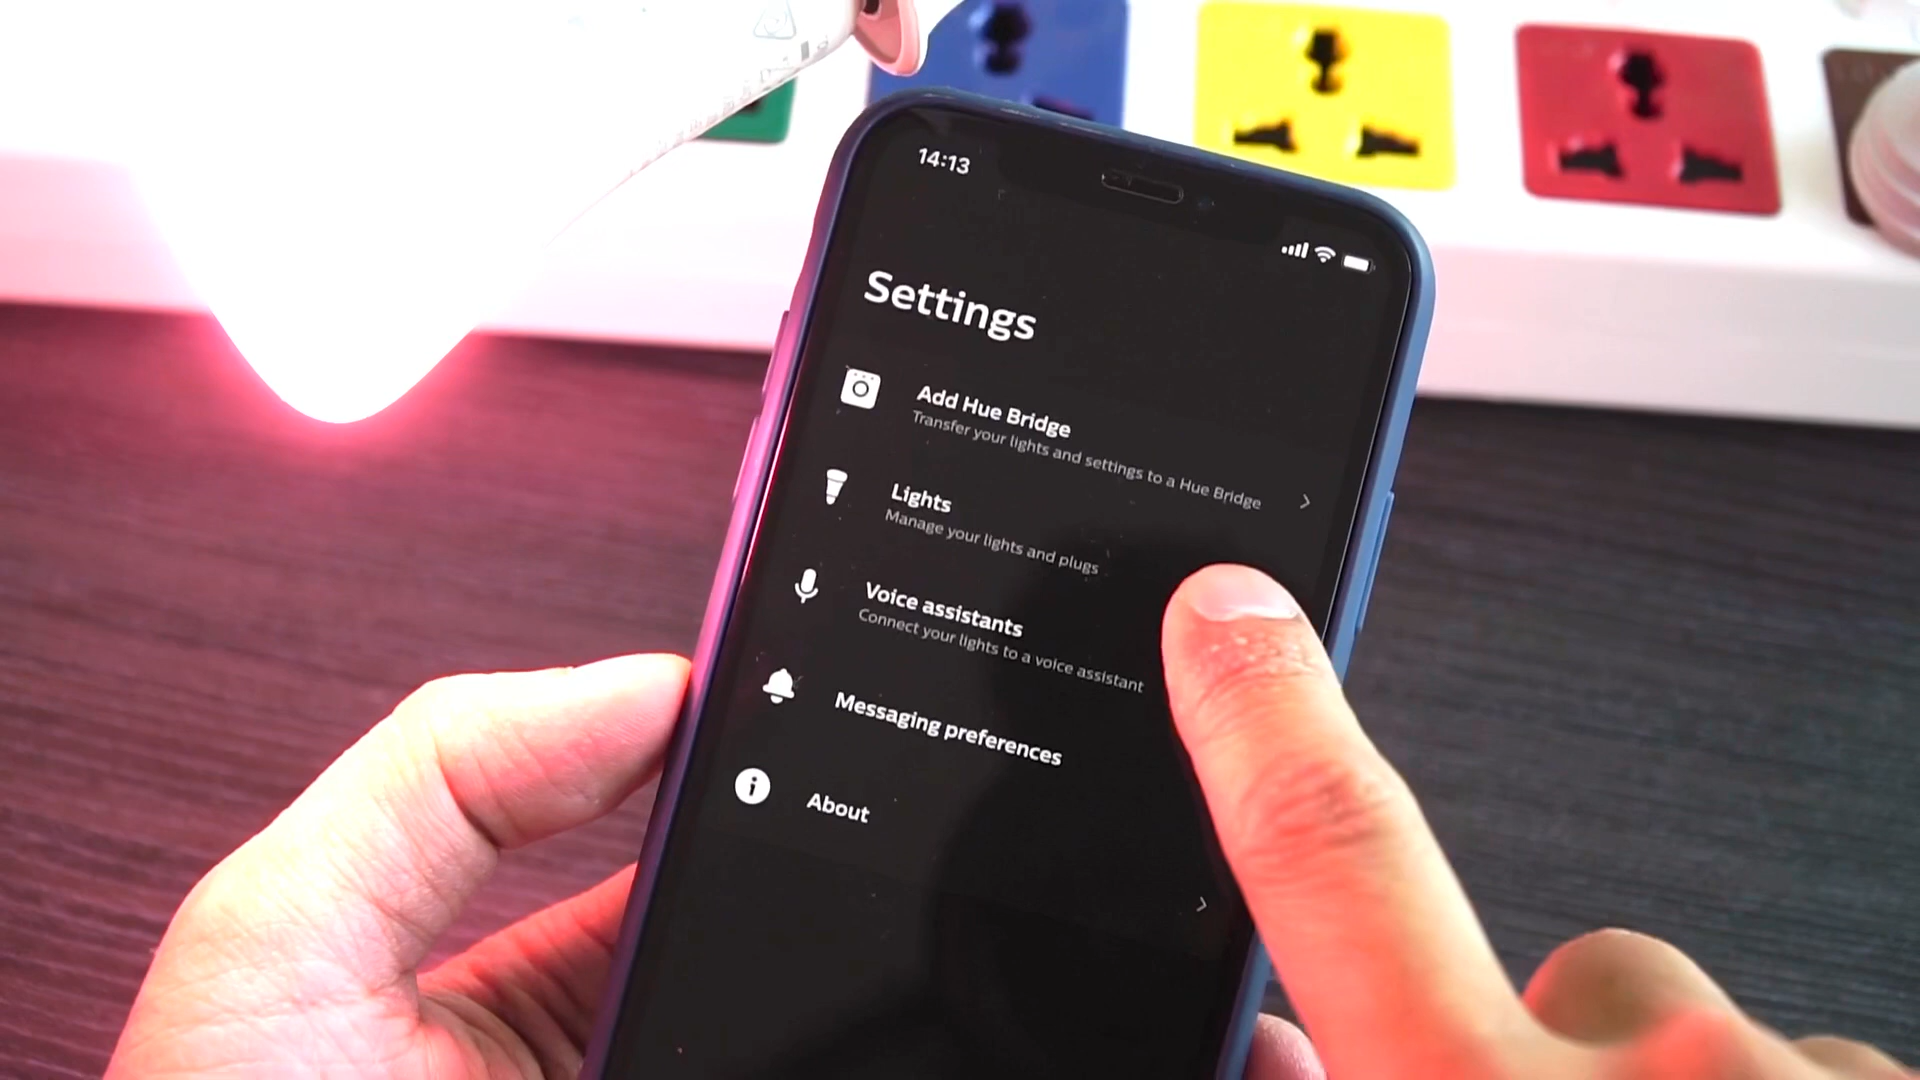 14:13
Settings
Add Hue Bridge
Transfer your lights and settings to a Hue Bridge
Lights
Manage your lights and plugs
Voice assistants
Connect your lights to a voice assistant
Messaging preferences
About